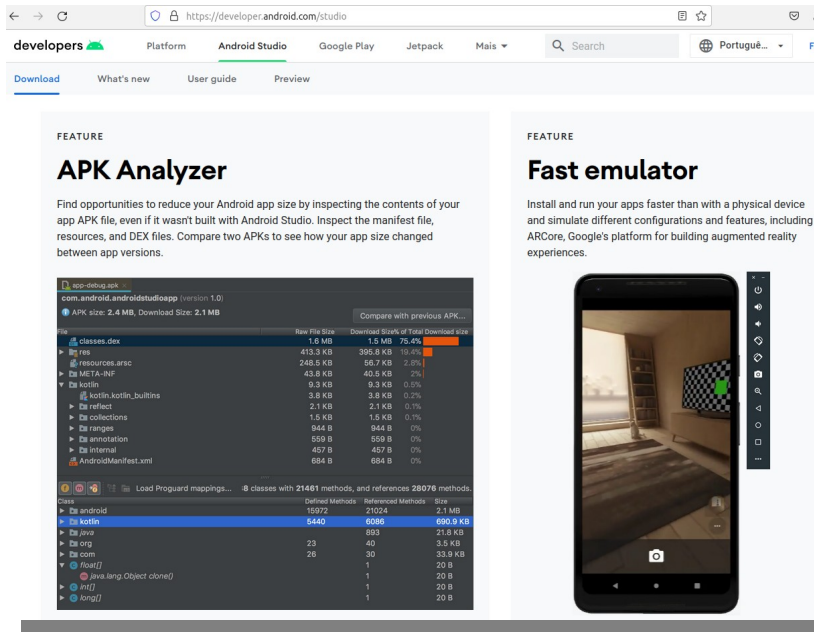 https://developer.android.com/studio
developers
Platform
Android Studio
Google Play
Jetpack
Mais
Search
Portuguê...
Download
What's new
User guide
Preview
FEATURE
APK Analyzer
Find opportunities to reduce your Android app size by inspecting the contents of your
app APK file, even if it wasn't built with Android Studio. Inspect the manifest file,
resources, and DEX files. Compare two APKs to see how your app size changed
between app versions.
app-debug.apk
com.android.androidstudioapp (version 1.0)
APK size: 2.4 MB, Download Size: 2.1 MB
Compare with previous APK...
File Raw File Size Download Size % of Total Download size
classes.dex 1.6 MB 1.5 MB 75.4%
res 413.3 KB 395.8 KB 19.4%
resources.arsc 248.5 KB 56.7 KB 2.8%
META-INF 43.8 KB 40.5 KB 2%
kotlin 9.3 KB 9.3 KB 0.5%
kotlin.kotlin_builtins 3.8 KB 3.8 KB 0.2%
reflect 2.1 KB 2.1 KB 0.1%
collections 1.5 KB 1.5 KB 0.1%
ranges 944 B 944 B 0%
annotation 559 B 559 B 0%
internal 457 B 457 B 0%
AndroidManifest.xml 684 B 684 B 0%
Load Proguard mappings... :8 classes with 21461 methods, and references 28076 methods.
Class Defined Methods Referenced Methods Size
android 15972 21024 2.1 MB
kotlin 5440 6086 690.9 KB
java 893 21.8 KB
org 23 40 3.5 KB
com 26 30 33.9 KB
float[] 1 20 B
java.lang.Object clone() 1 20 B
int[] 1 20 B
long[] 1 20 B
FEATURE
Fast emulator
Install and run your apps faster than with a physical device
and simulate different configurations and features, including
ARCore, Google's platform for building augmented reality
experiences.